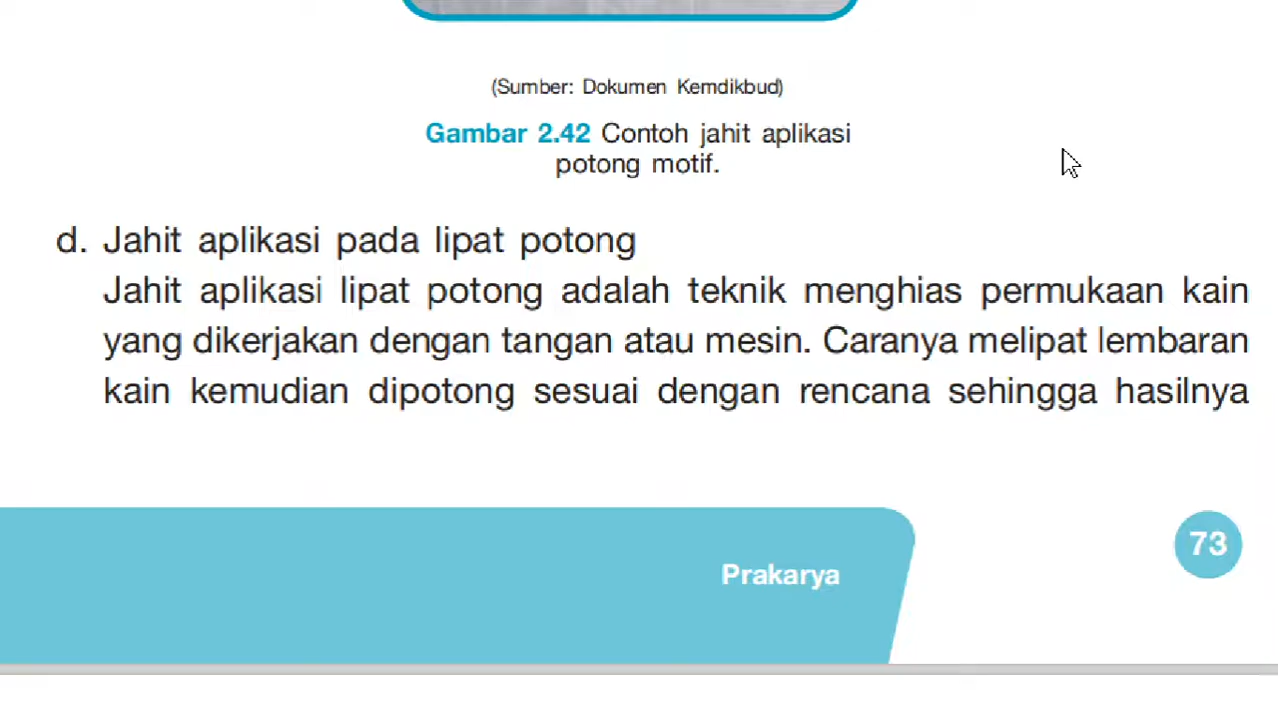 (Sumber: Dokumen Kemdikbud)
Gambar 2.42 Contoh jahit aplikasi
potong motif.
d. Jahit aplikasi pada lipat potong
Jahit aplikasi lipat potong adalah teknik menghias permukaan kain
yang dikerjakan dengan tangan atau mesin. Caranya melipat lembaran
kain kemudian dipotong sesuai dengan rencana sehingga hasilnya
Prakarya
73